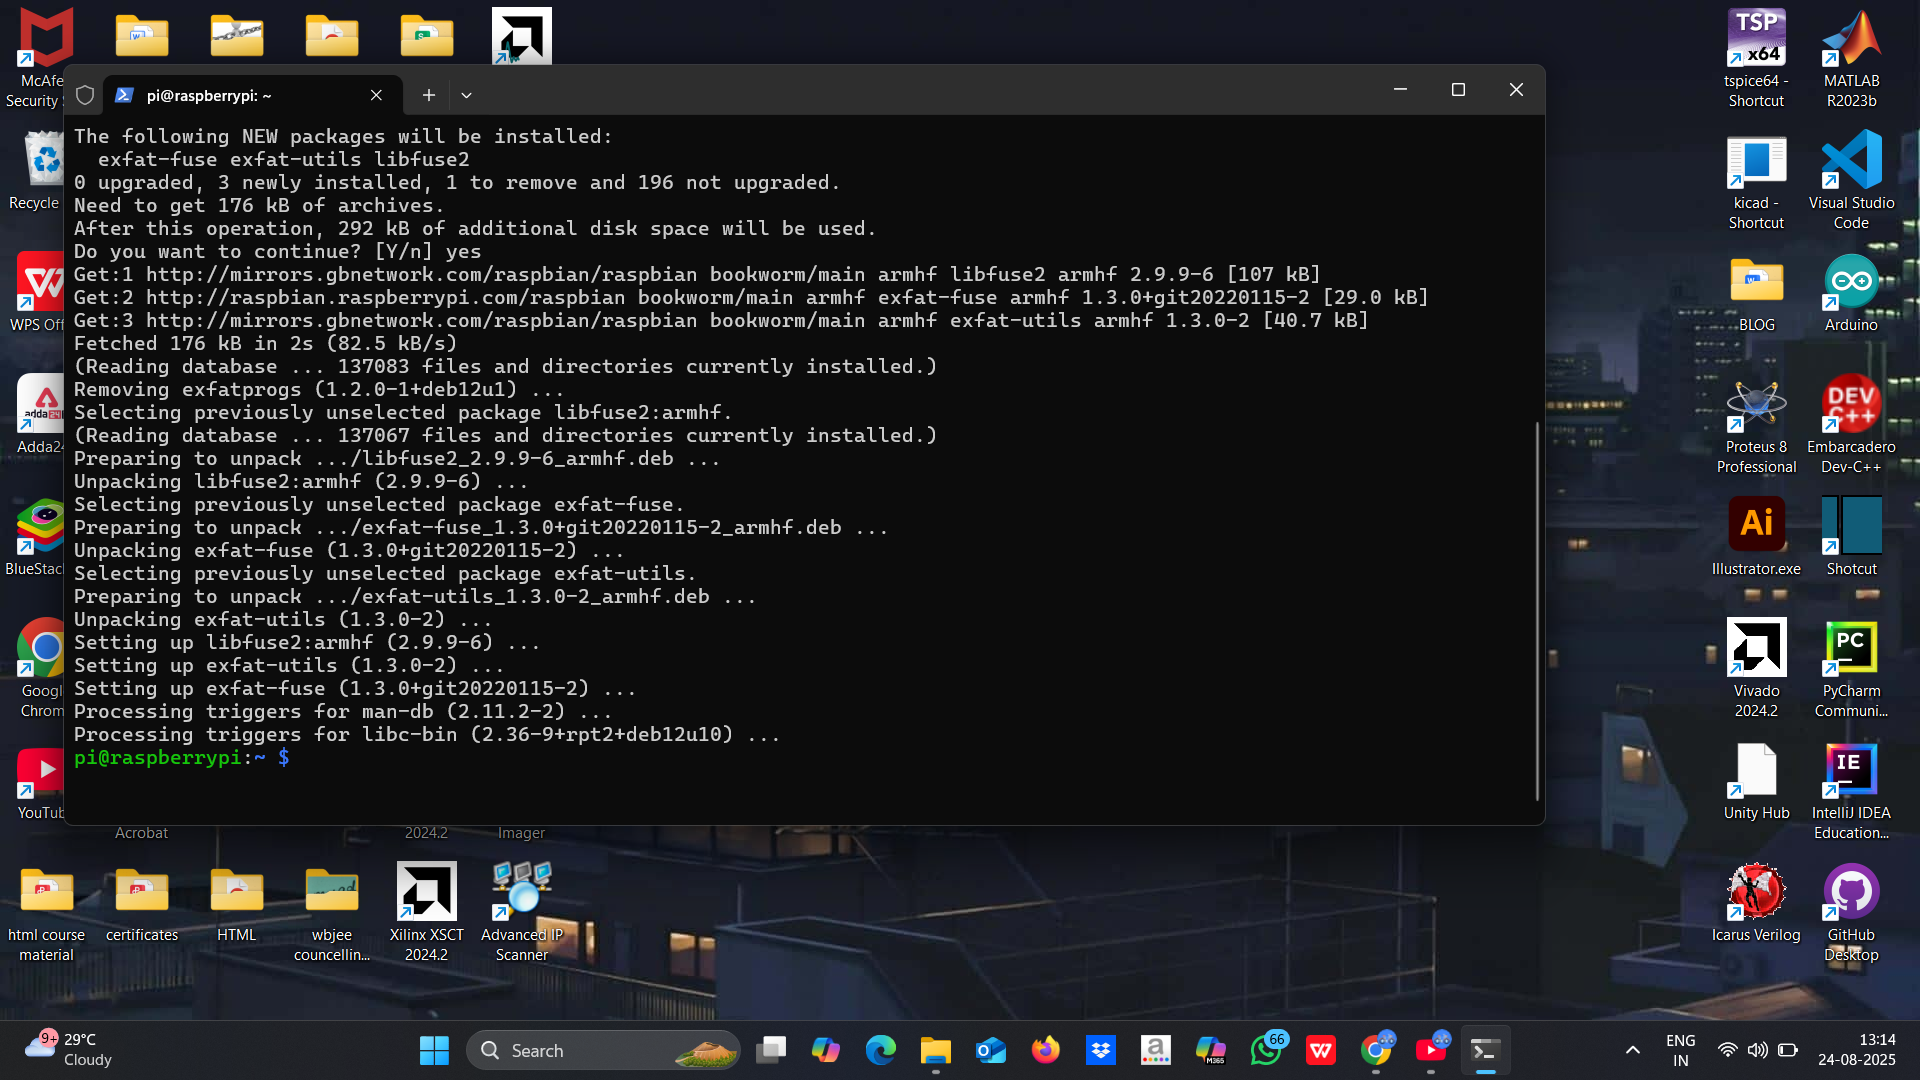 McAfe
Security
Recycle
WPS Off
adda24
Adda24
BlueStac
Google
Chrom
YouTub
pi@raspberrypi: ~
The following NEW packages will be installed:
  exfat-fuse exfat-utils libfuse2
0 upgraded, 3 newly installed, 1 to remove and 196 not upgraded.
Need to get 176 kB of archives.
After this operation, 292 kB of additional disk space will be used.
Do you want to continue? [Y/n] yes
Get:1 http://mirrors.gbnetwork.com/raspbian/raspbian bookworm/main armhf libfuse2 armhf 2.9.9-6 [107 kB]
Get:2 http://raspbian.raspberrypi.com/raspbian bookworm/main armhf exfat-fuse armhf 1.3.0+git20220115-2 [29.0 kB]
Get:3 http://mirrors.gbnetwork.com/raspbian/raspbian bookworm/main armhf exfat-utils armhf 1.3.0-2 [40.7 kB]
Fetched 176 kB in 2s (82.5 kB/s)
(Reading database ... 137083 files and directories currently installed.)
Removing exfatprogs (1.2.0-1+deb12u1) ...
Selecting previously unselected package libfuse2:armhf.
(Reading database ... 137067 files and directories currently installed.)
Preparing to unpack .../libfuse2_2.9.9-6_armhf.deb ...
Unpacking libfuse2:armhf (2.9.9-6) ...
Selecting previously unselected package exfat-fuse.
Preparing to unpack .../exfat-fuse_1.3.0+git20220115-2_armhf.deb ...
Unpacking exfat-fuse (1.3.0+git20220115-2) ...
Selecting previously unselected package exfat-utils.
Preparing to unpack .../exfat-utils_1.3.0-2_armhf.deb ...
Unpacking exfat-utils (1.3.0-2) ...
Setting up libfuse2:armhf (2.9.9-6) ...
Setting up exfat-utils (1.3.0-2) ...
Setting up exfat-fuse (1.3.0+git20220115-2) ...
Processing triggers for man-db (2.11.2-2) ...
Processing triggers for libc-bin (2.36-9+rpt2+deb12u10) ...
pi@raspberrypi:~ $
Acrobat
2024.2
Imager
html course
material
certificates
HTML
wbjee
councellin...
Xilinx XSCT
2024.2
Advanced IP
Scanner
TSP
x64
tspice64 -
Shortcut
MATLAB
R2023b
kicad -
Shortcut
Visual Studio
Code
BLOG
Arduino
Proteus 8
Professional
DEV
C++
Embarcadero
Dev-C++
Ai
Illustrator.exe
Shotcut
Vivado
2024.2
PC
PyCharm
Communi...
Unity Hub
IE
IntelliJ IDEA
Education...
Icarus Verilog
GitHub
Desktop
9+
29°C
Cloudy
Search
M365
66
ENG
IN
13:14
24-08-2025